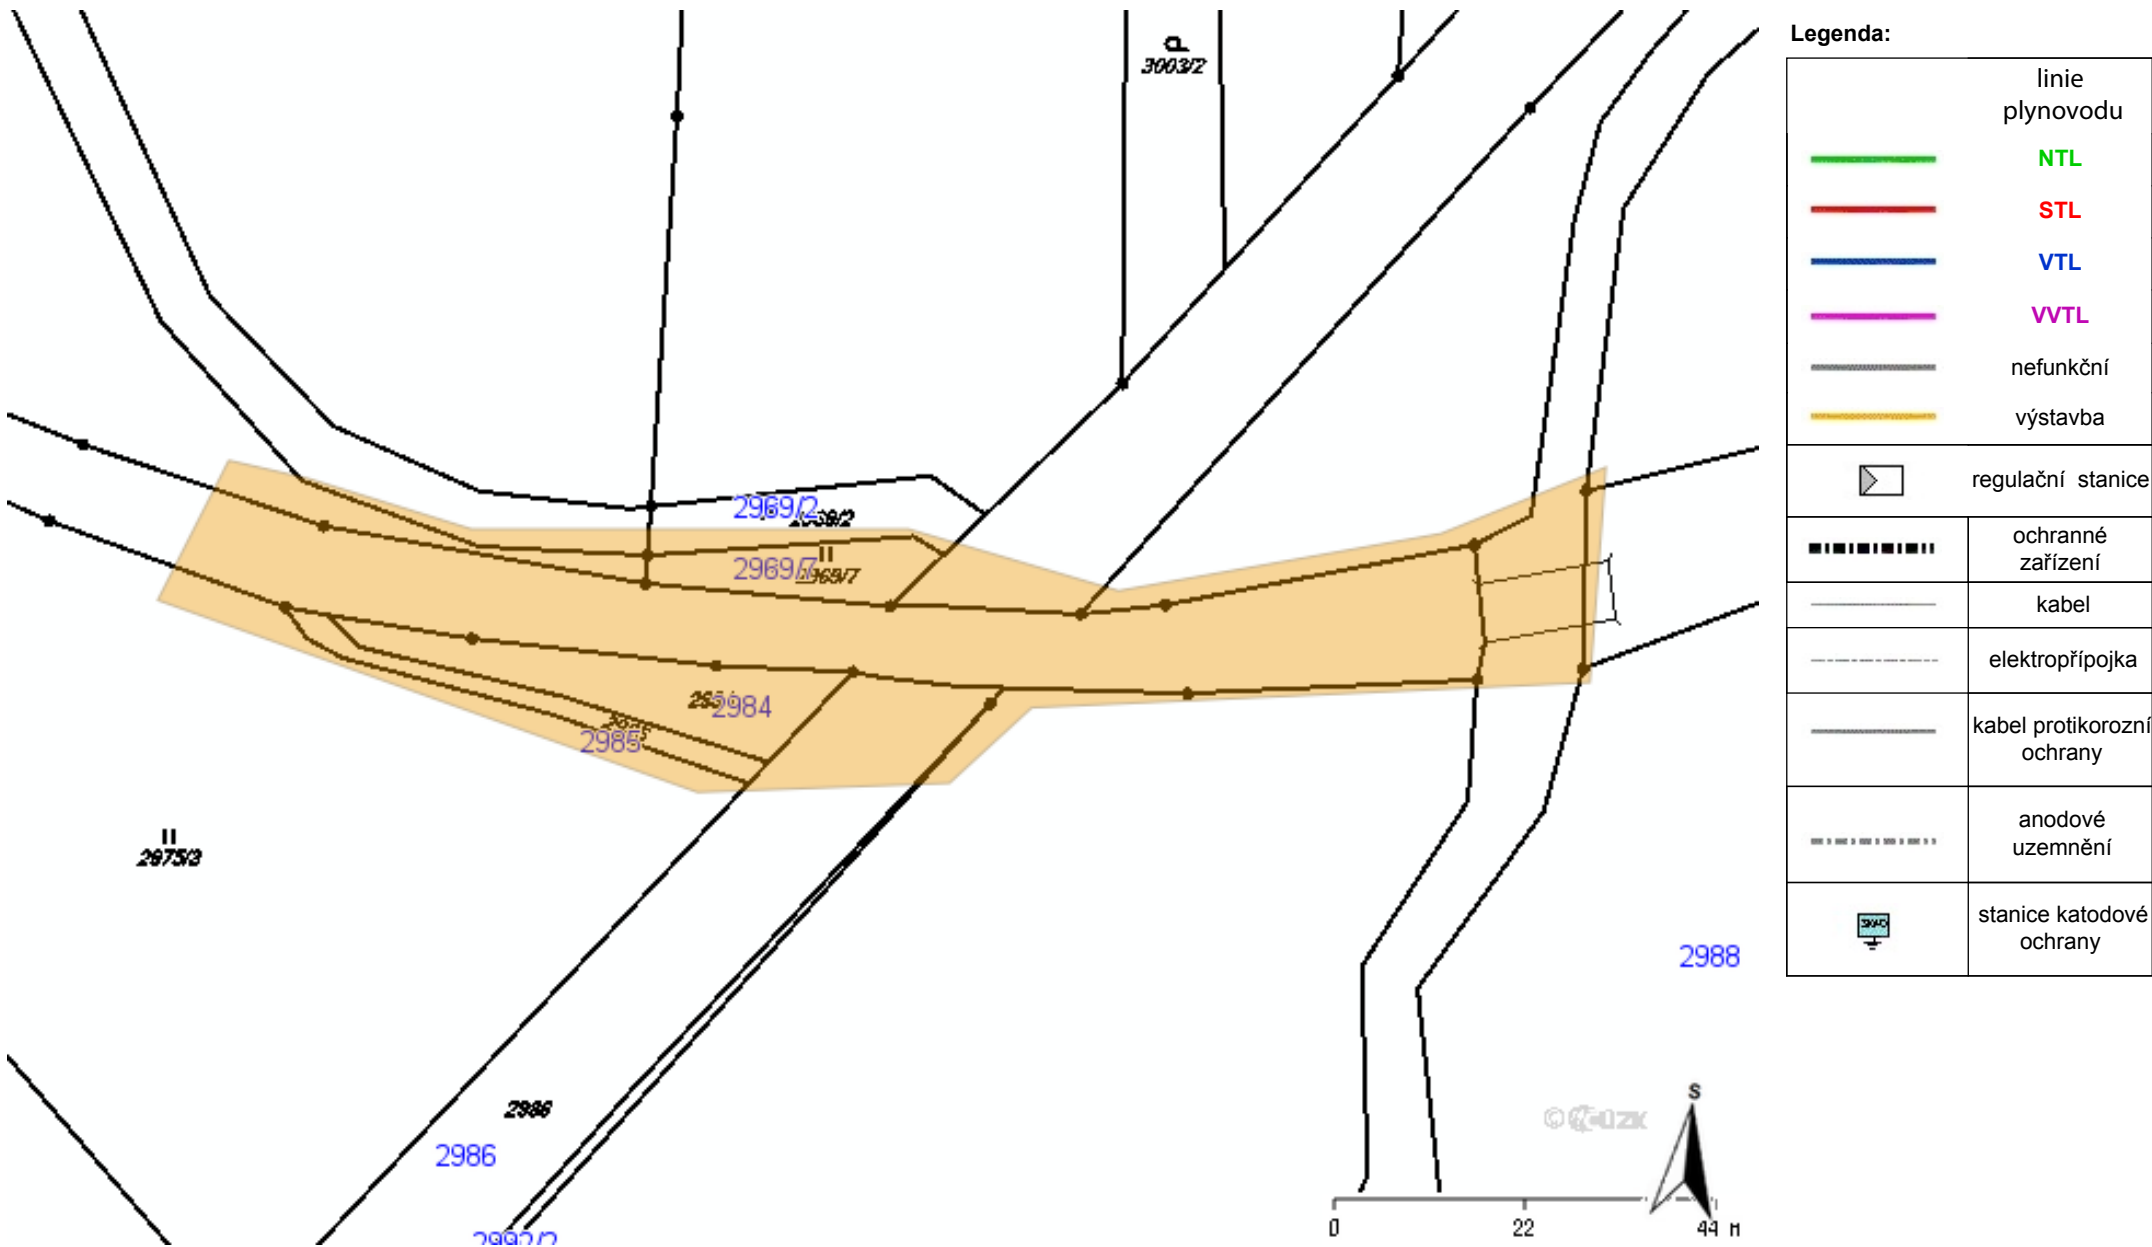 3003/2
2969/2
2969/7
2984
2985
2975/3
2988
2986
2986
2992/2
S
0
22
44 m
Legenda:
linie
plynovodu
NTL
STL
VTL
VVTL
nefunkční
výstavba
regulační stanice
ochranné
zařízení
kabel
elektropřípojka
kabel protikorozní
ochrany
anodové
uzemnění
stanice katodové
ochrany